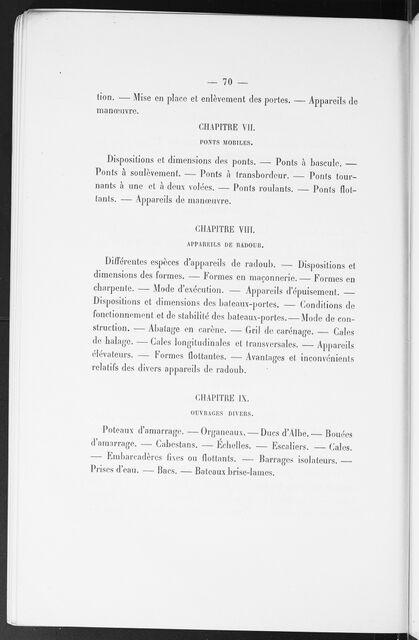 — 70 —
tion. — Mise en place et enlèvement des portes. — Appareils de
manœuvre.
CHAPITRE VII.
PONTS MOBILES.
Dispositions et dimensions des ponts. — Ponts à bascule. —
Ponts à soulèvement. — Ponts à transbordeur. — Ponts tour-
nants à une et à deux volées. — Ponts roulants. — Ponts flot-
tants. — Appareils de manœuvre.
CHAPITRE VIII.
APPAREILS DE RADOUB.
Différentes espèces d'appareils de radoub. — Dispositions et
dimensions des formes. — Formes en maçonnerie. — Formes en
charpente. — Mode d'exécution. — Appareils d'épuisement. —
Dispositions et dimensions des bateaux-portes. — Conditions de
fonctionnement et de stabilité des bateaux-portes. — Mode de con-
struction. — Abatage en carène. — Gril de carénage. — Cales
de halage. — Cales longitudinales et transversales. — Appareils
élévateurs. — Formes flottantes. — Avantages et inconvénients
relatifs des divers appareils de radoub.
CHAPITRE IX.
OUVRAGES DIVERS.
Poteaux d'amarrage. — Organeaux. — Ducs d'Albe. — Bouées
d'amarrage. — Cabestans. — Échelles. — Escaliers. — Cales.
— Embarcadères fixes ou flottants. — Barrages isolateurs. —
Prises d'eau. — Bacs. — Bateaux brise-lames.